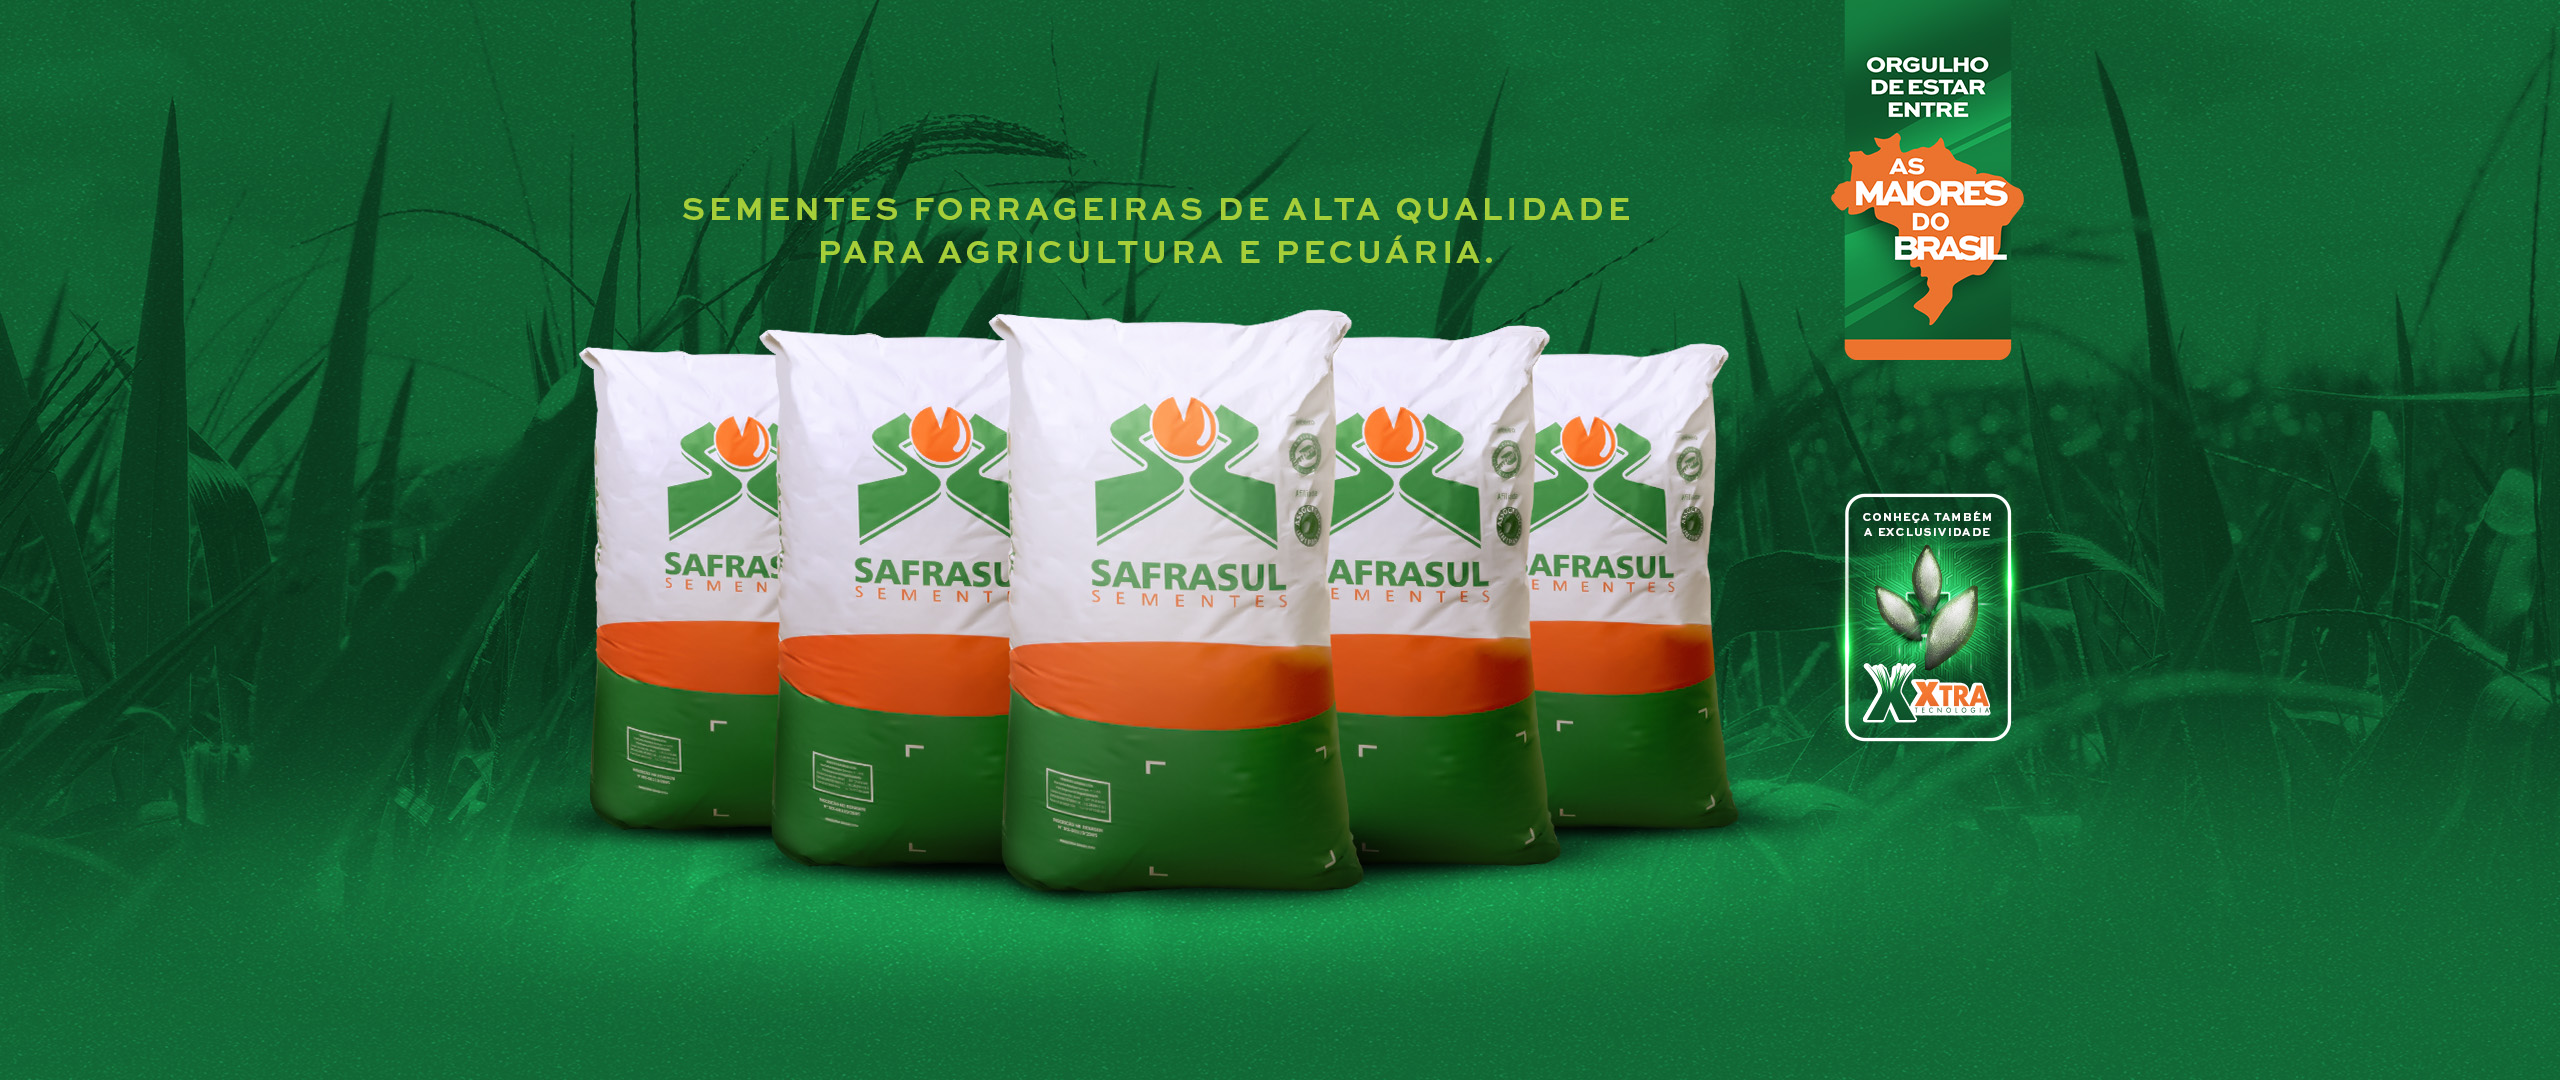 ORGULHO
DE ESTAR
ENTRE
AS
MAIORES
DO
BRASIL
SEMENTES FORRAGEIRAS DE ALTA QUALIDADE
PARA AGRICULTURA E PECUÁRIA.
SAFRAS
SEMEN
SAFRASU
SEMENT
SAFRASUL
SEMENTES
AFRASUL
EMENTES
AFRASUL
EMENTES
CONHEÇA TAMBÉM
A EXCLUSIVIDADE
X XTRA
TECNOLOGIA